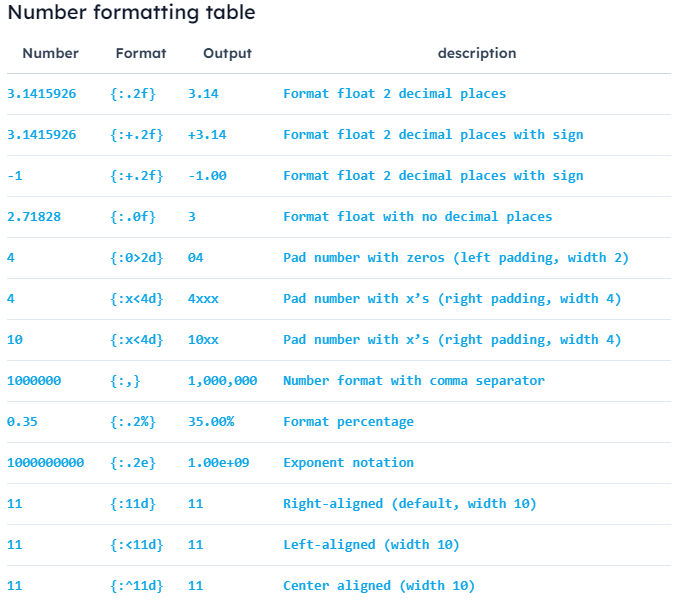 Number formatting table
Number Format Output description
3.1415926 {:.2f} 3.14 Format float 2 decimal places
3.1415926 {:+.2f} +3.14 Format float 2 decimal places with sign
-1 {:+.2f} -1.00 Format float 2 decimal places with sign
2.71828 {:.0f} 3 Format float with no decimal places
4 {:0>2d} 04 Pad number with zeros (left padding, width 2)
4 {:x<4d} 4xxx Pad number with x’s (right padding, width 4)
10 {:x<4d} 10xx Pad number with x’s (right padding, width 4)
1000000 {:,} 1,000,000 Number format with comma separator
0.35 {:.2%} 35.00% Format percentage
1000000000 {:.2e} 1.00e+09 Exponent notation
11 {:11d} 11 Right-aligned (default, width 10)
11 {:<11d} 11 Left-aligned (width 10)
11 {:^11d} 11 Center aligned (width 10)